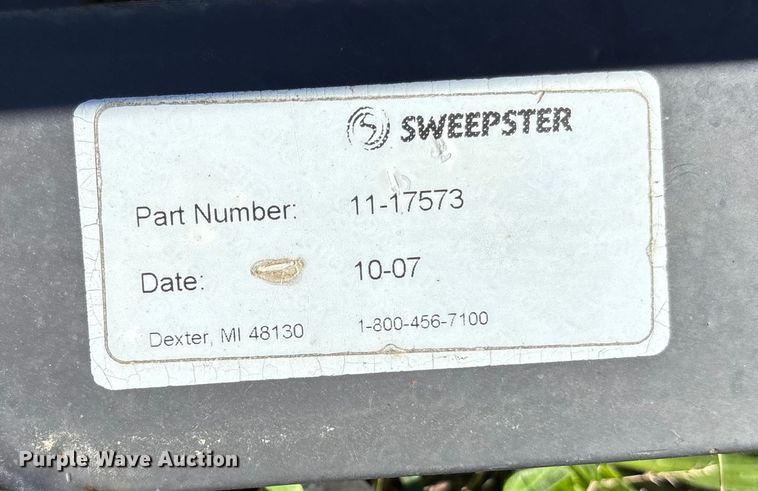 SWEEPSTER
Part Number: 11-17573
Date: 10-07
Dexter, MI 48130 1-800-456-7100
Purple Wave Auction